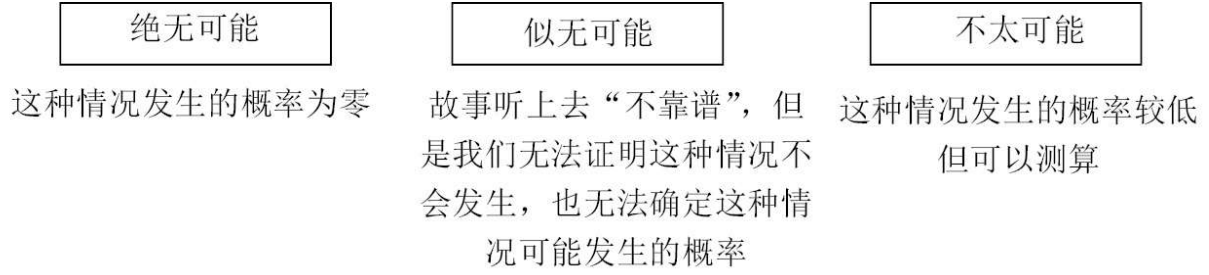 绝无可能
似无可能
不太可能
这种情况发生的概率为零
故事听上去“不靠谱”，但
是我们无法证明这种情况不
会发生，也无法确定这种情
况可能发生的概率
这种情况发生的概率较低
但可以测算